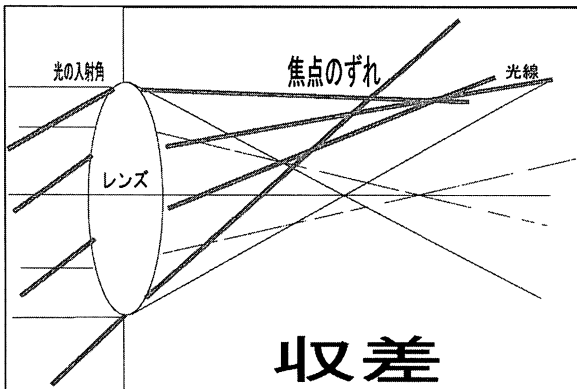 光の入射角
焦点のずれ
光線
レンズ
収差